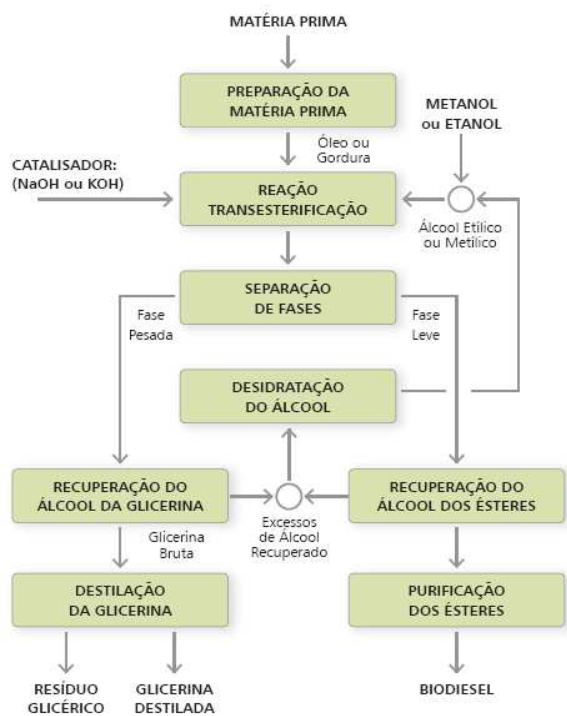 MATÉRIA PRIMA
PREPARAÇÃO DA
MATÉRIA PRIMA
METANOL
ou ETANOL
Óleo ou
Gordura
CATALISADOR:
(NaOH ou KOH)
REAÇÃO
TRANSESTERIFICAÇÃO
Álcool Etílico
ou Metílico
SEPARAÇÃO
DE FASES
Fase
Pesada
Fase
Leve
DESIDRATAÇÃO
DO ÁLCOOL
RECUPERAÇÃO DO
ÁLCOOL DA GLICERINA
Excessos
de Álcool
Recuperado
RECUPERAÇÃO DO
ÁLCOOL DOS ÉSTERES
Glicerina
Bruta
DESTILAÇÃO
DA GLICERINA
PURIFICAÇÃO
DOS ÉSTERES
RESÍDUO
GLICÉRICO
GLICERINA
DESTILADA
BIODIESEL